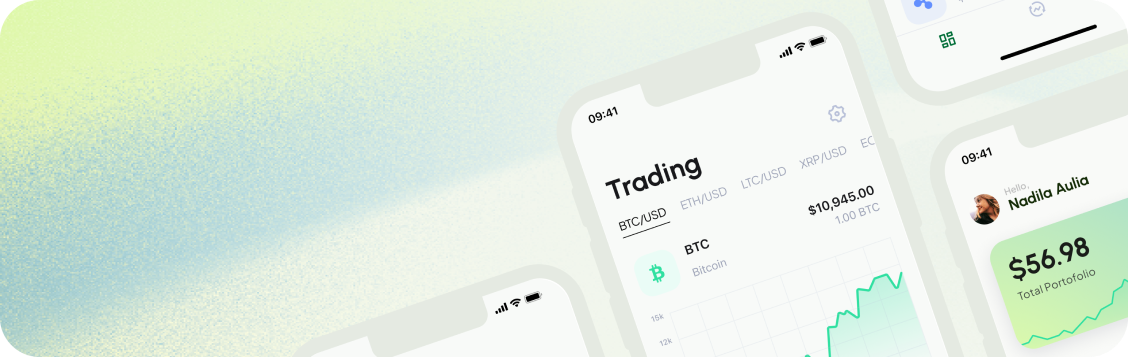 09:41
Trading
BTC/USD ETH/USD LTC/USD XRP/USD EO
$10,945.00
1.00 BTC
BTC
Bitcoin
15k
12k
09:41
Hello,
Nadila Aulia
$56.98
Total Portofolio